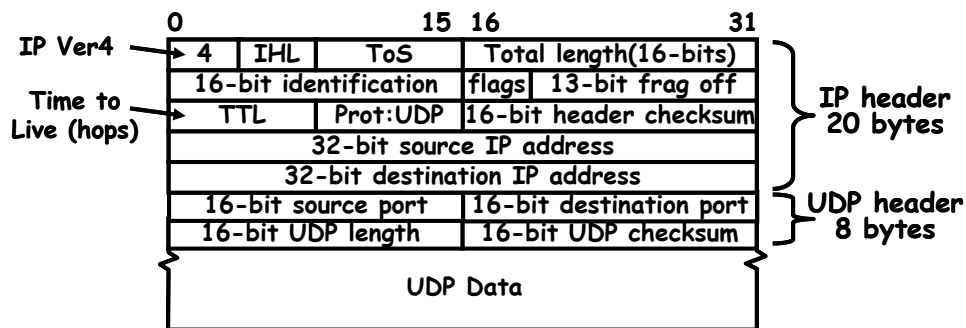 0 15 16 31
IP Ver4 4 IHL ToS Total length(16-bits)
16-bit identification flags 13-bit frag off
Time to
Live (hops)
TTL Prot:UDP 16-bit header checksum
IP header
20 bytes
32-bit source IP address
32-bit destination IP address
16-bit source port 16-bit destination port
16-bit UDP length 16-bit UDP checksum
UDP header
8 bytes
UDP Data